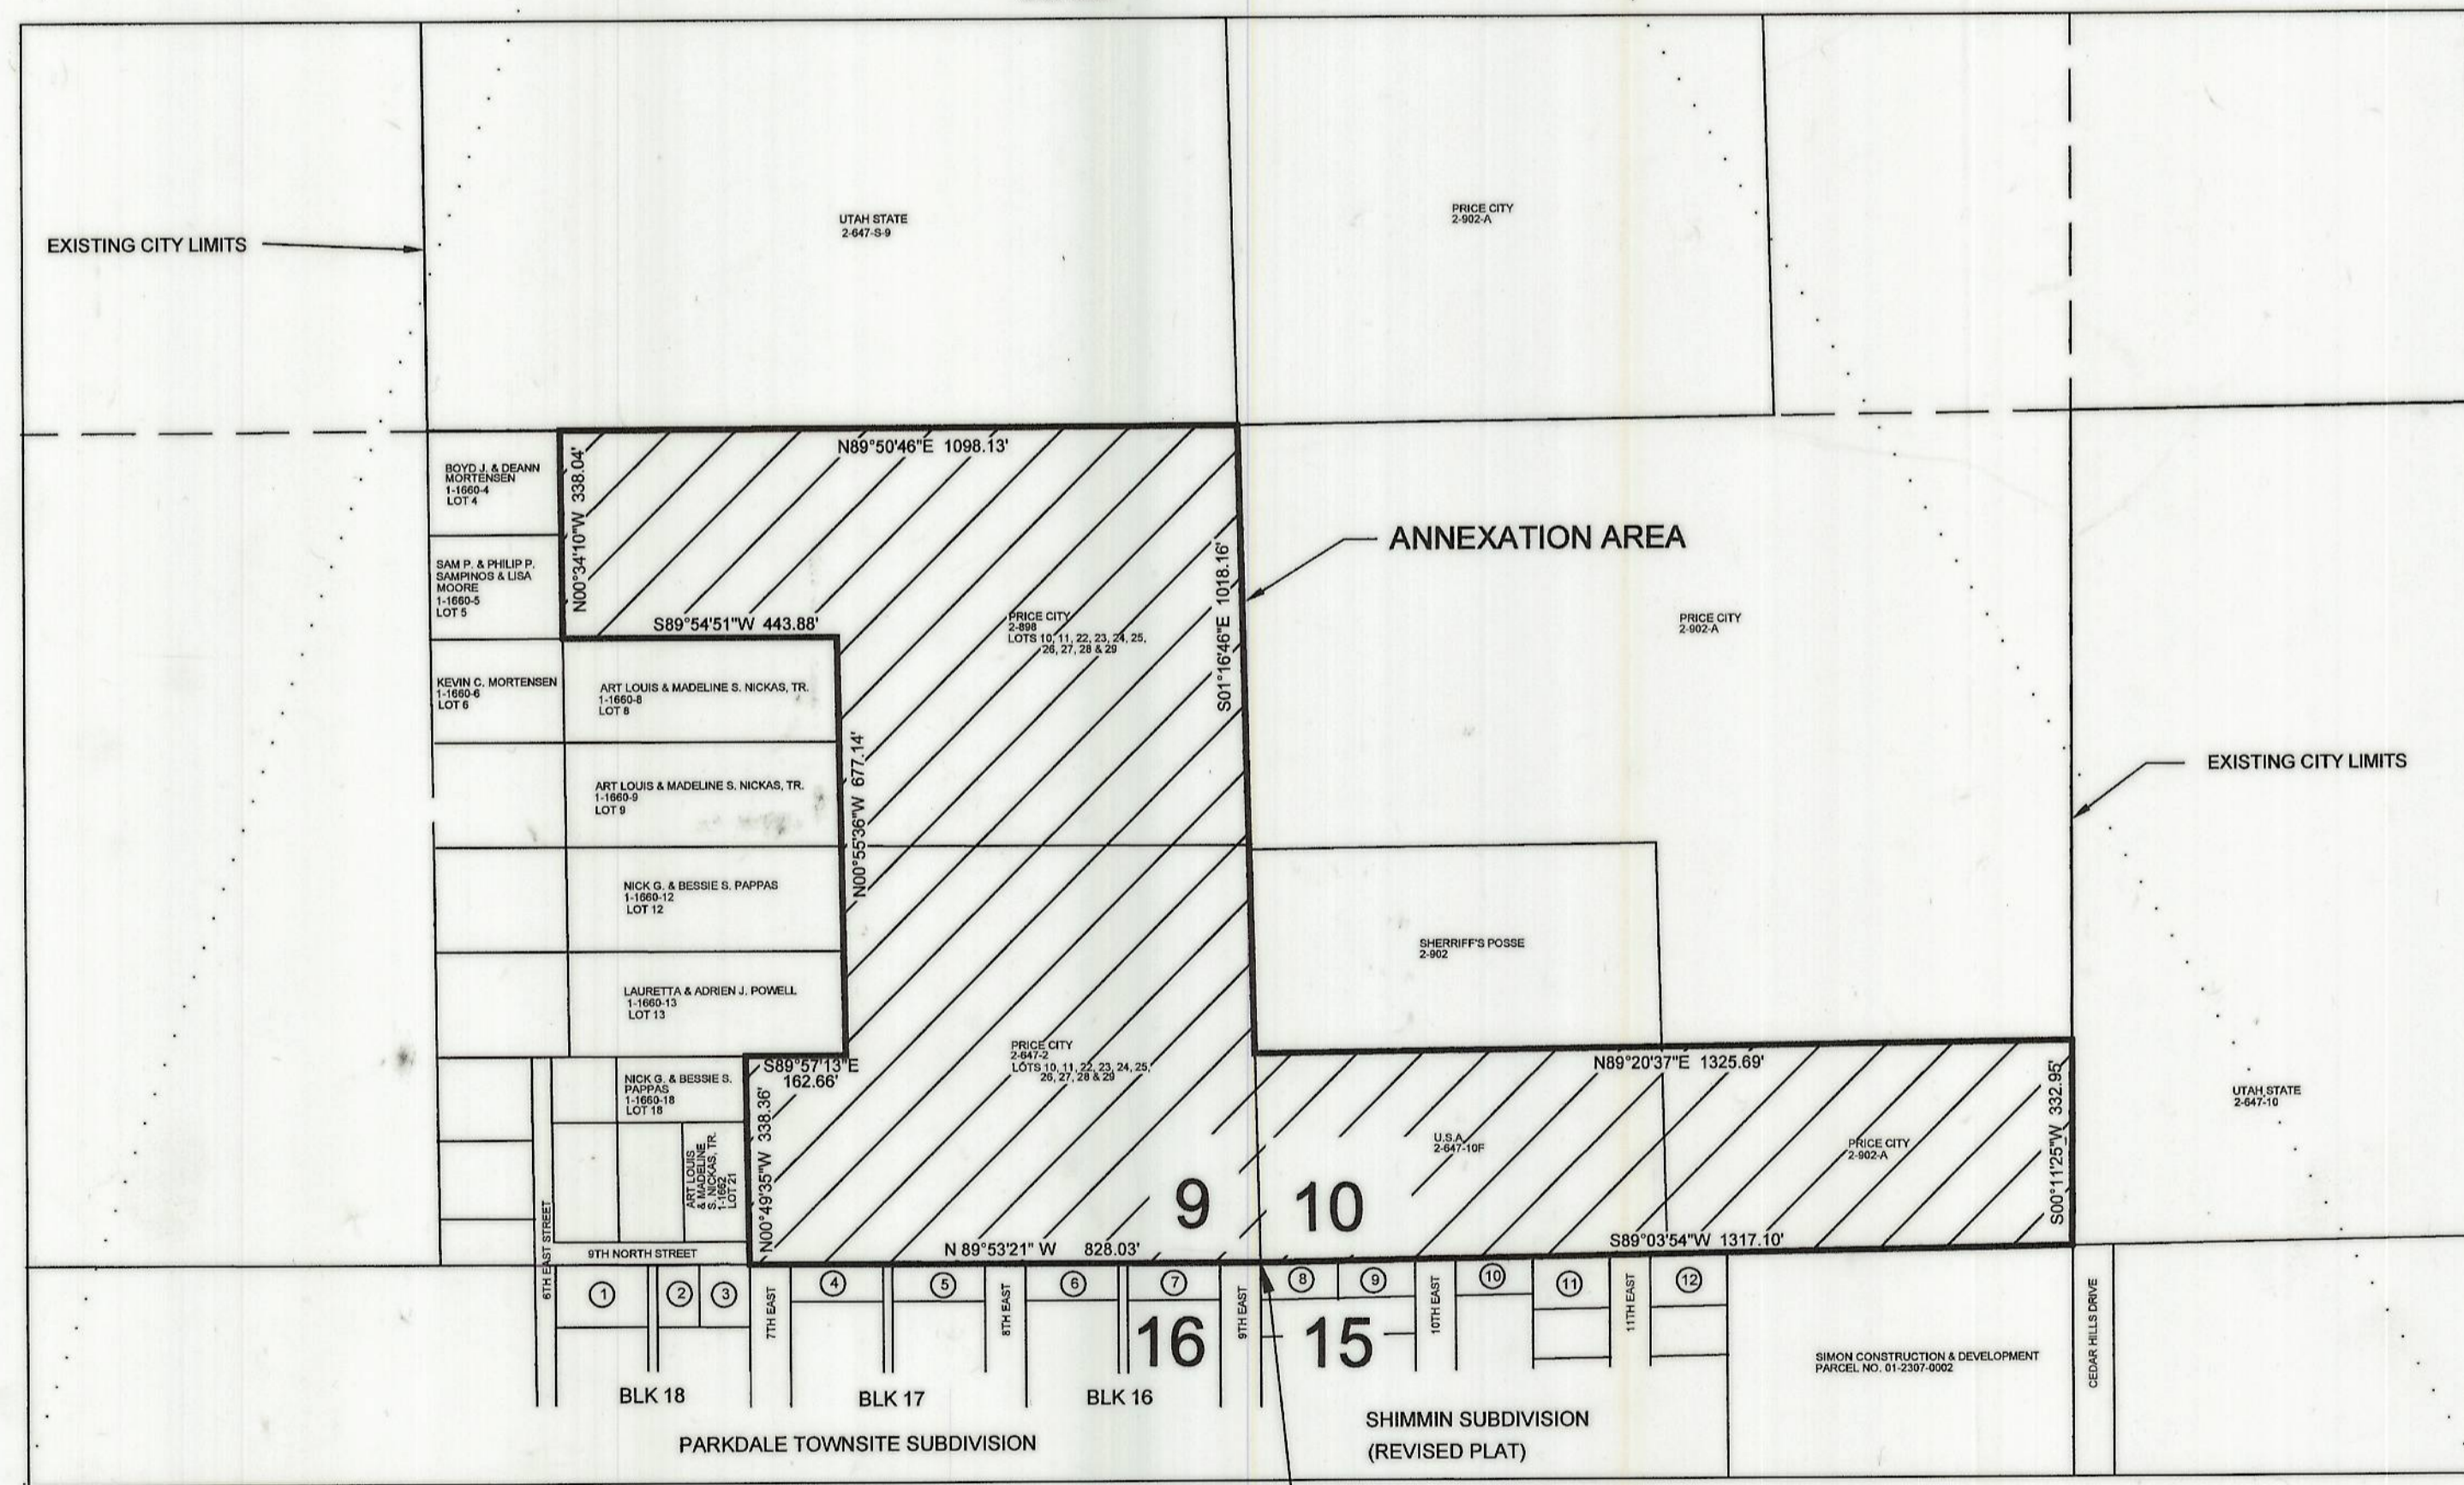 UTAH STATE
2-647-S-9
PRICE CITY
2-902-A
EXISTING CITY LIMITS
N89°50'46"E 1098.13'
BOYD J. & DEANN
MORTENSEN
1-1660-4
LOT 4
N00°34'10"W 338.04'
ANNEXATION AREA
SAM P. & PHILIP P.
SAMPINOS & LISA
MOORE
1-1660-5
LOT 5
S89°54'51"W 443.88'
PRICE CITY
2-898
LOTS 10, 11, 22, 23, 24, 25,
26, 27, 28 & 29
S01°16'46"E 1018.16'
PRICE CITY
2-902-A
KEVIN C. MORTENSEN
1-1660-6
LOT 6
ART LOUIS & MADELINE S. NICKAS, TR.
1-1660-8
LOT 8
N00°55'36"W 677.14'
EXISTING CITY LIMITS
ART LOUIS & MADELINE S. NICKAS, TR.
1-1660-9
LOT 9
NICK G. & BESSIE S. PAPPAS
1-1660-12
LOT 12
SHERRIFF'S POSSE
2-902
LAURETTA & ADRIEN J. POWELL
1-1660-13
LOT 13
PRICE CITY
2-647-2
LOTS 10, 11, 22, 23, 24, 25,
26, 27, 28 & 29
S89°57'13"E
162.66'
N89°20'37"E 1325.69'
NICK G. & BESSIE S.
PAPPAS
1-1660-18
LOT 18
N00°49'35"W 338.36'
S00°11'25"W 332.95'
UTAH STATE
2-647-10
ART LOUIS
& MADELINE
S. NICKAS, TR.
1-1662
LOT 21
U.S.A.
2-647-10F
PRICE CITY
2-902-A
9
10
6TH EAST STREET
9TH NORTH STREET
N 89°53'21" W 828.03'
S89°03'54"W 1317.10'
1
2
3
7TH EAST
4
5
8TH EAST
6
7
9TH EAST
8
9
10TH EAST
10
11
11TH EAST
12
CEDAR HILLS DRIVE
16
15
SIMON CONSTRUCTION & DEVELOPMENT
PARCEL NO. 01-2307-0002
BLK 18
BLK 17
BLK 16
SHIMMIN SUBDIVISION
(REVISED PLAT)
PARKDALE TOWNSITE SUBDIVISION